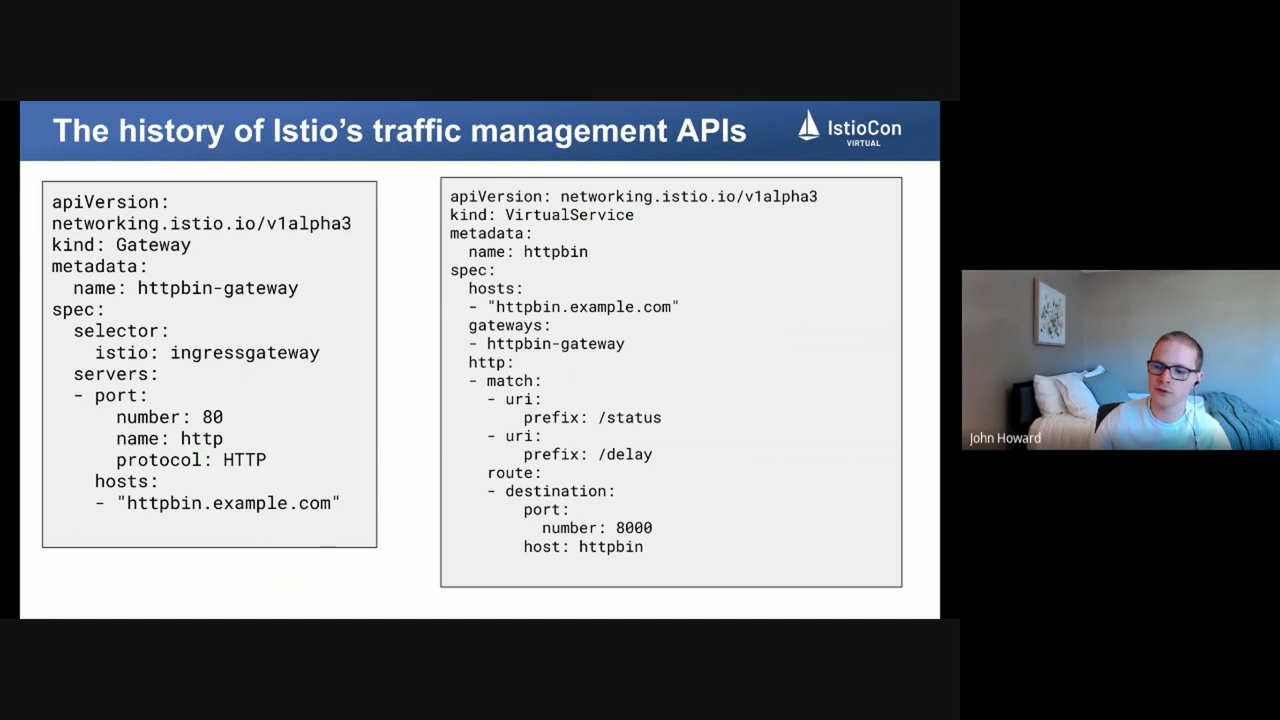 The history of Istio's traffic management APIs
IstioCon
VIRTUAL
apiVersion:
networking.istio.io/v1alpha3
kind: Gateway
metadata:
  name: httpbin-gateway
spec:
  selector:
    istio: ingressgateway
  servers:
  - port:
      number: 80
      name: http
      protocol: HTTP
    hosts:
    - "httpbin.example.com"
apiVersion: networking.istio.io/v1alpha3
kind: VirtualService
metadata:
  name: httpbin
spec:
  hosts:
  - "httpbin.example.com"
  gateways:
  - httpbin-gateway
  http:
  - match:
    - uri:
        prefix: /status
    - uri:
        prefix: /delay
    route:
    - destination:
        port:
          number: 8000
        host: httpbin
John Howard